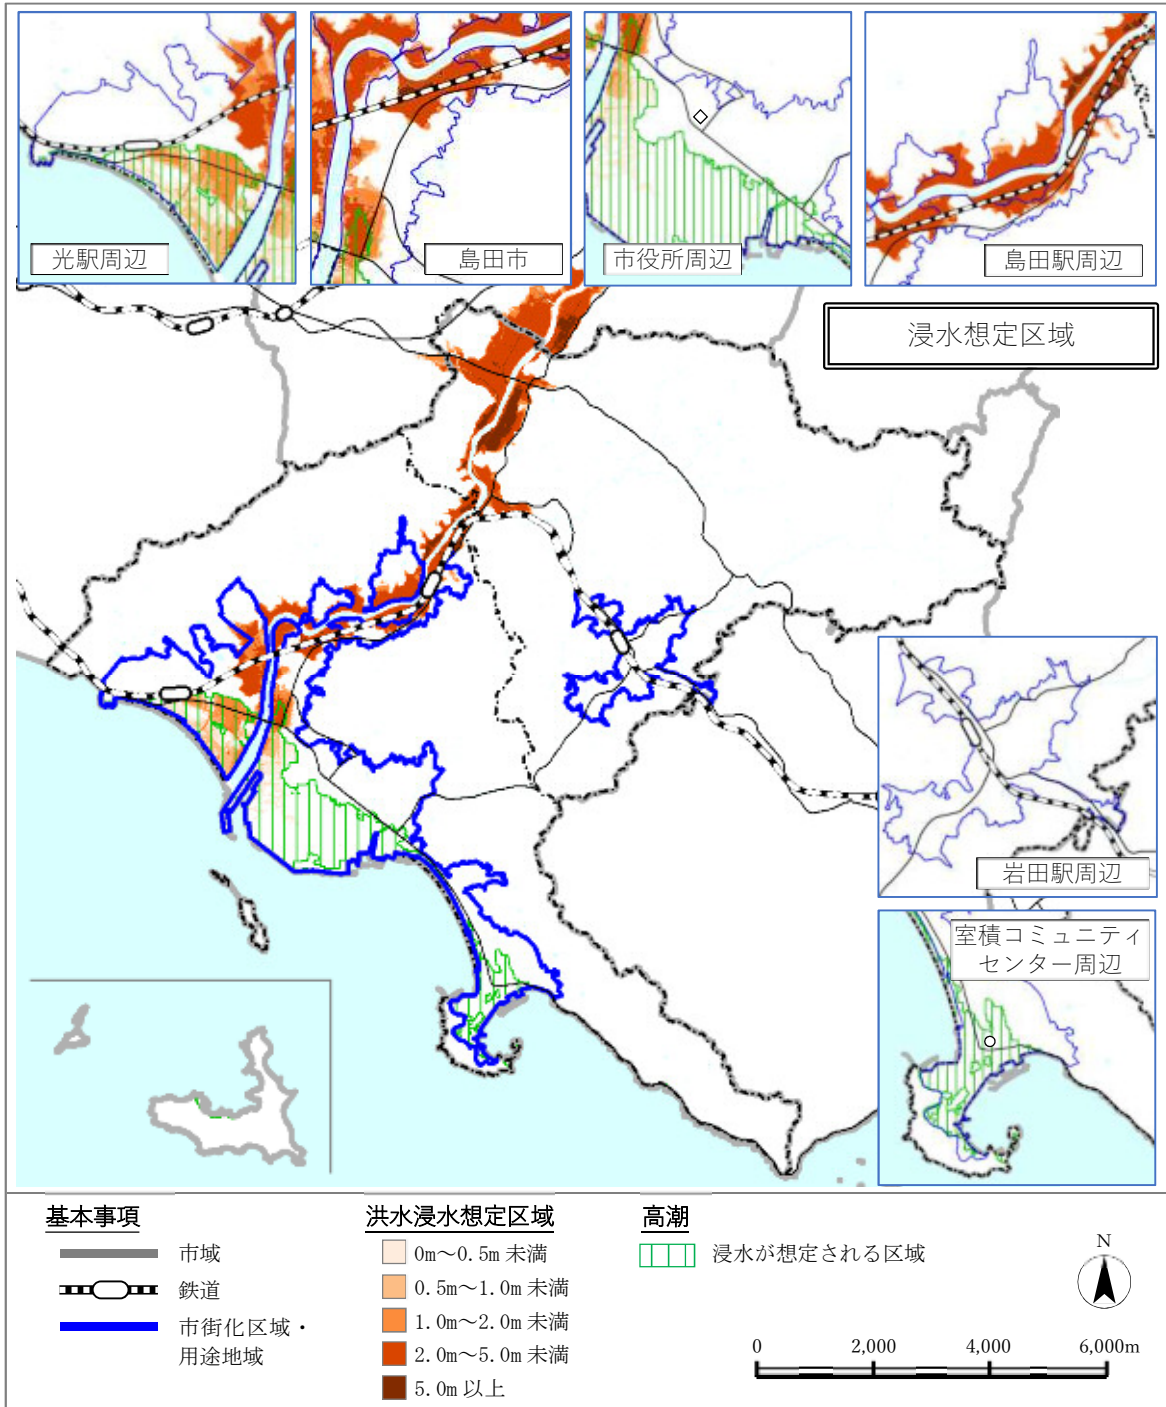 光駅周辺
島田市
市役所周辺
島田駅周辺
浸水想定区域
岩田駅周辺
室積コミュニティ
センター周辺
基本事項
市域
鉄道
市街化区域・
用途地域
洪水浸水想定区域
0m～0.5m 未満
0.5m～1.0m 未満
1.0m～2.0m 未満
2.0m～5.0m 未満
5.0m 以上
高潮
浸水が想定される区域
N
0 2,000 4,000 6,000m